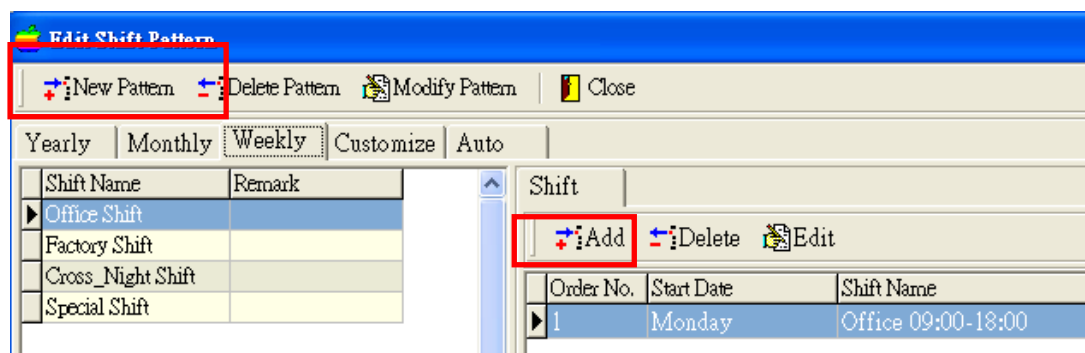 Edit Shift Pattern
New Pattern Delete Pattern Modify Pattern Close
Yearly Monthly Weekly Customize Auto
Shift Name Remark
Office Shift
Factory Shift
Cross_Night Shift
Special Shift
Shift
Add Delete Edit
Order No. Start Date Shift Name
1 Monday Office 09:00-18:00